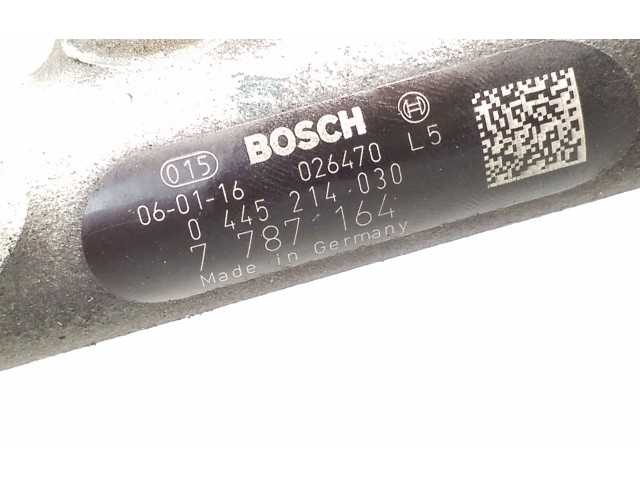 015 BOSCH
06-01-16 026470 L5
0 445 214 030
7 787 164
Made in Germany